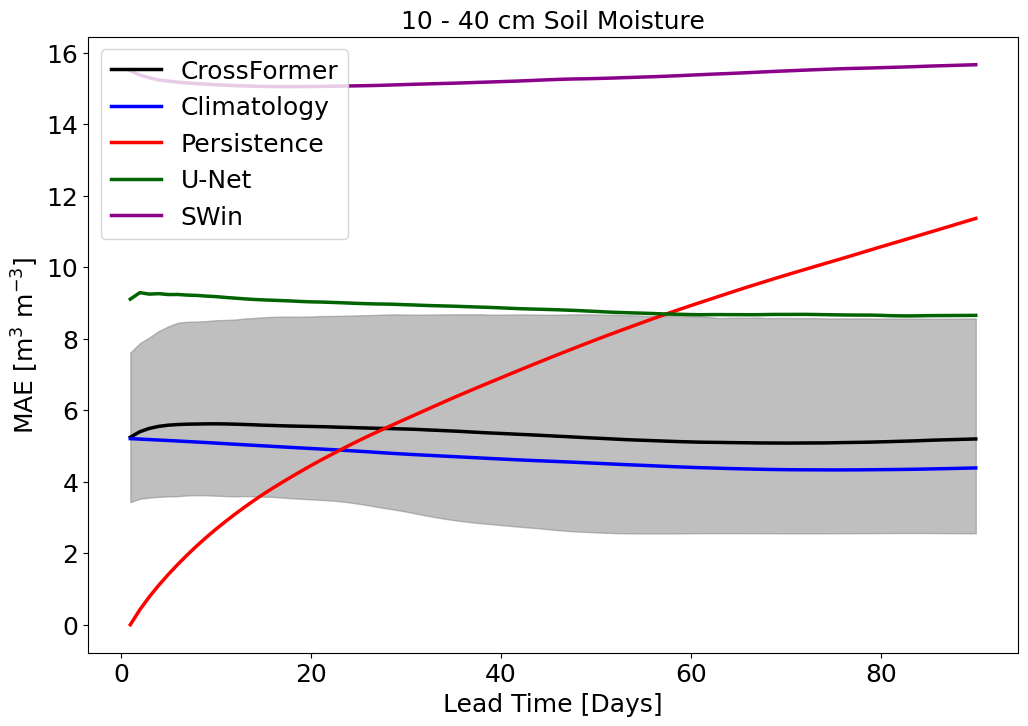 10 - 40 cm Soil Moisture
16
14
12
10
8
6
4
2
0
MAE [m³ m⁻³]
CrossFormer
Climatology
Persistence
U-Net
SWin
0 20 40 60 80
Lead Time [Days]